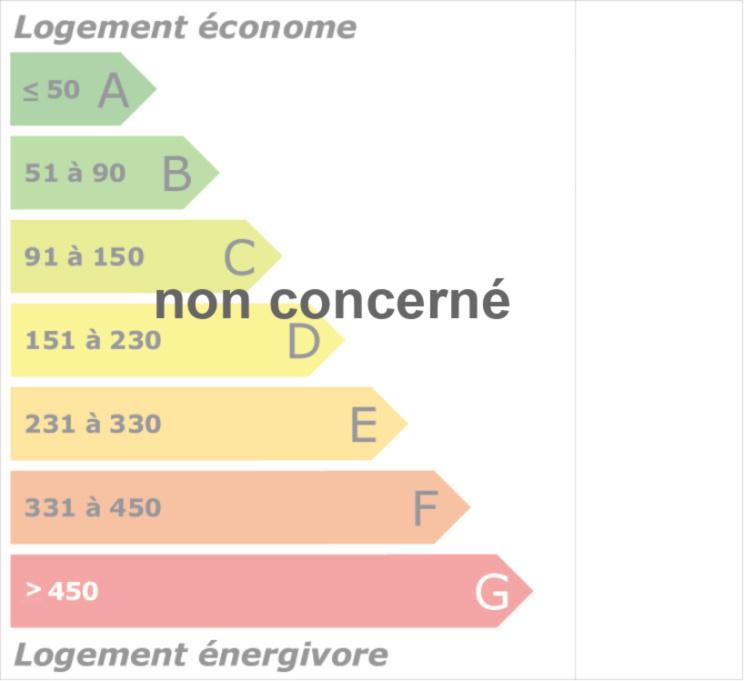 Logement économe
≤ 50 A
51 à 90 B
91 à 150 C
non concerné
151 à 230 D
231 à 330 E
331 à 450 F
> 450 G
Logement énergivore